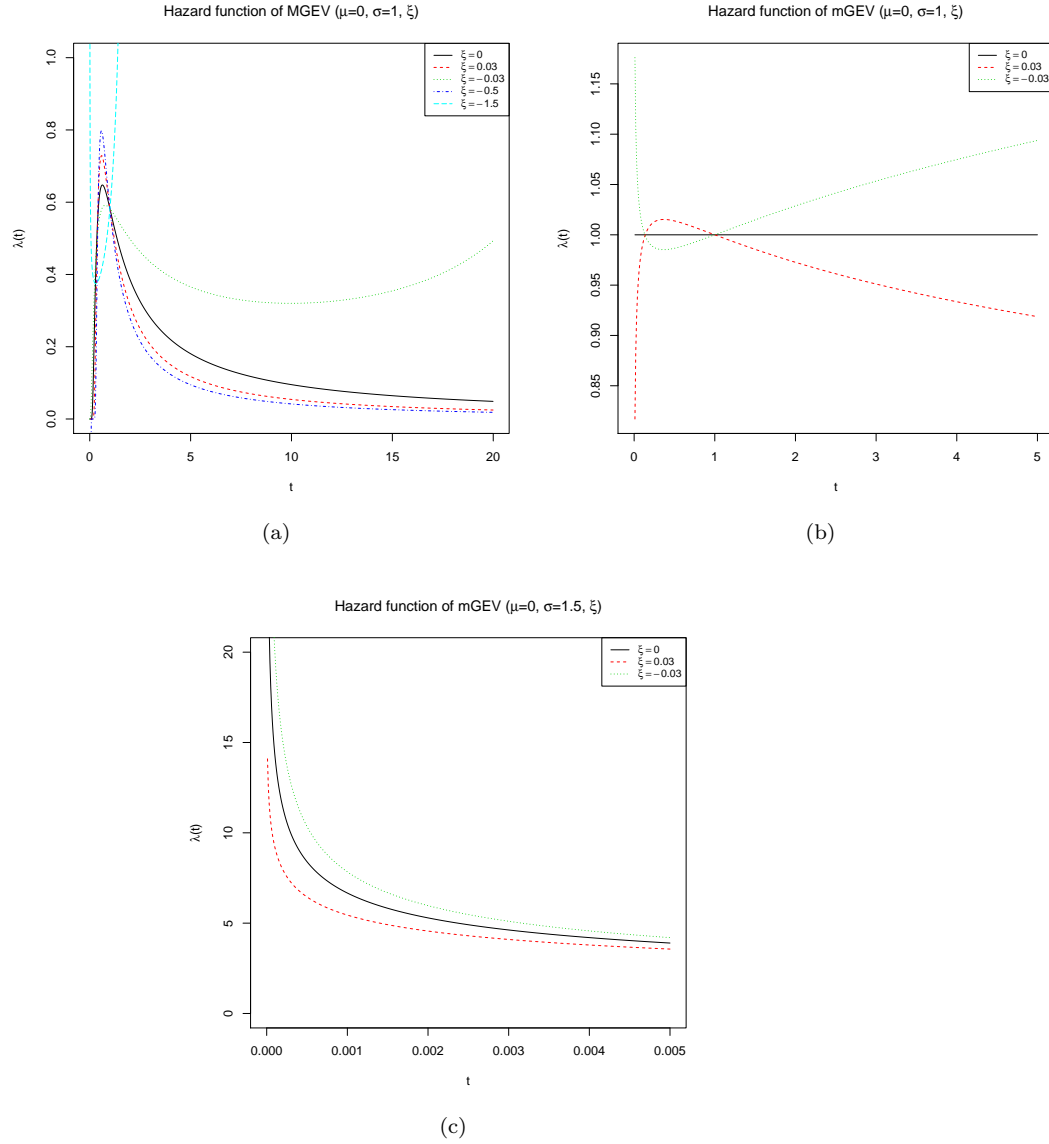 Hazard function of MGEV (μ=0, σ=1, ξ)
λ(t)
1.0
0.8
0.6
0.4
0.2
0.0
ξ = 0
ξ = 0.03
ξ = −0.03
ξ = −0.5
ξ = −1.5
0 5 10 15 20
t
(a)
Hazard function of mGEV (μ=0, σ=1, ξ)
λ(t)
1.15
1.10
1.05
1.00
0.95
0.90
0.85
ξ = 0
ξ = 0.03
ξ = −0.03
0 1 2 3 4 5
t
(b)
Hazard function of mGEV (μ=0, σ=1.5, ξ)
λ(t)
20
15
10
5
0
ξ = 0
ξ = 0.03
ξ = −0.03
0.000 0.001 0.002 0.003 0.004 0.005
t
(c)